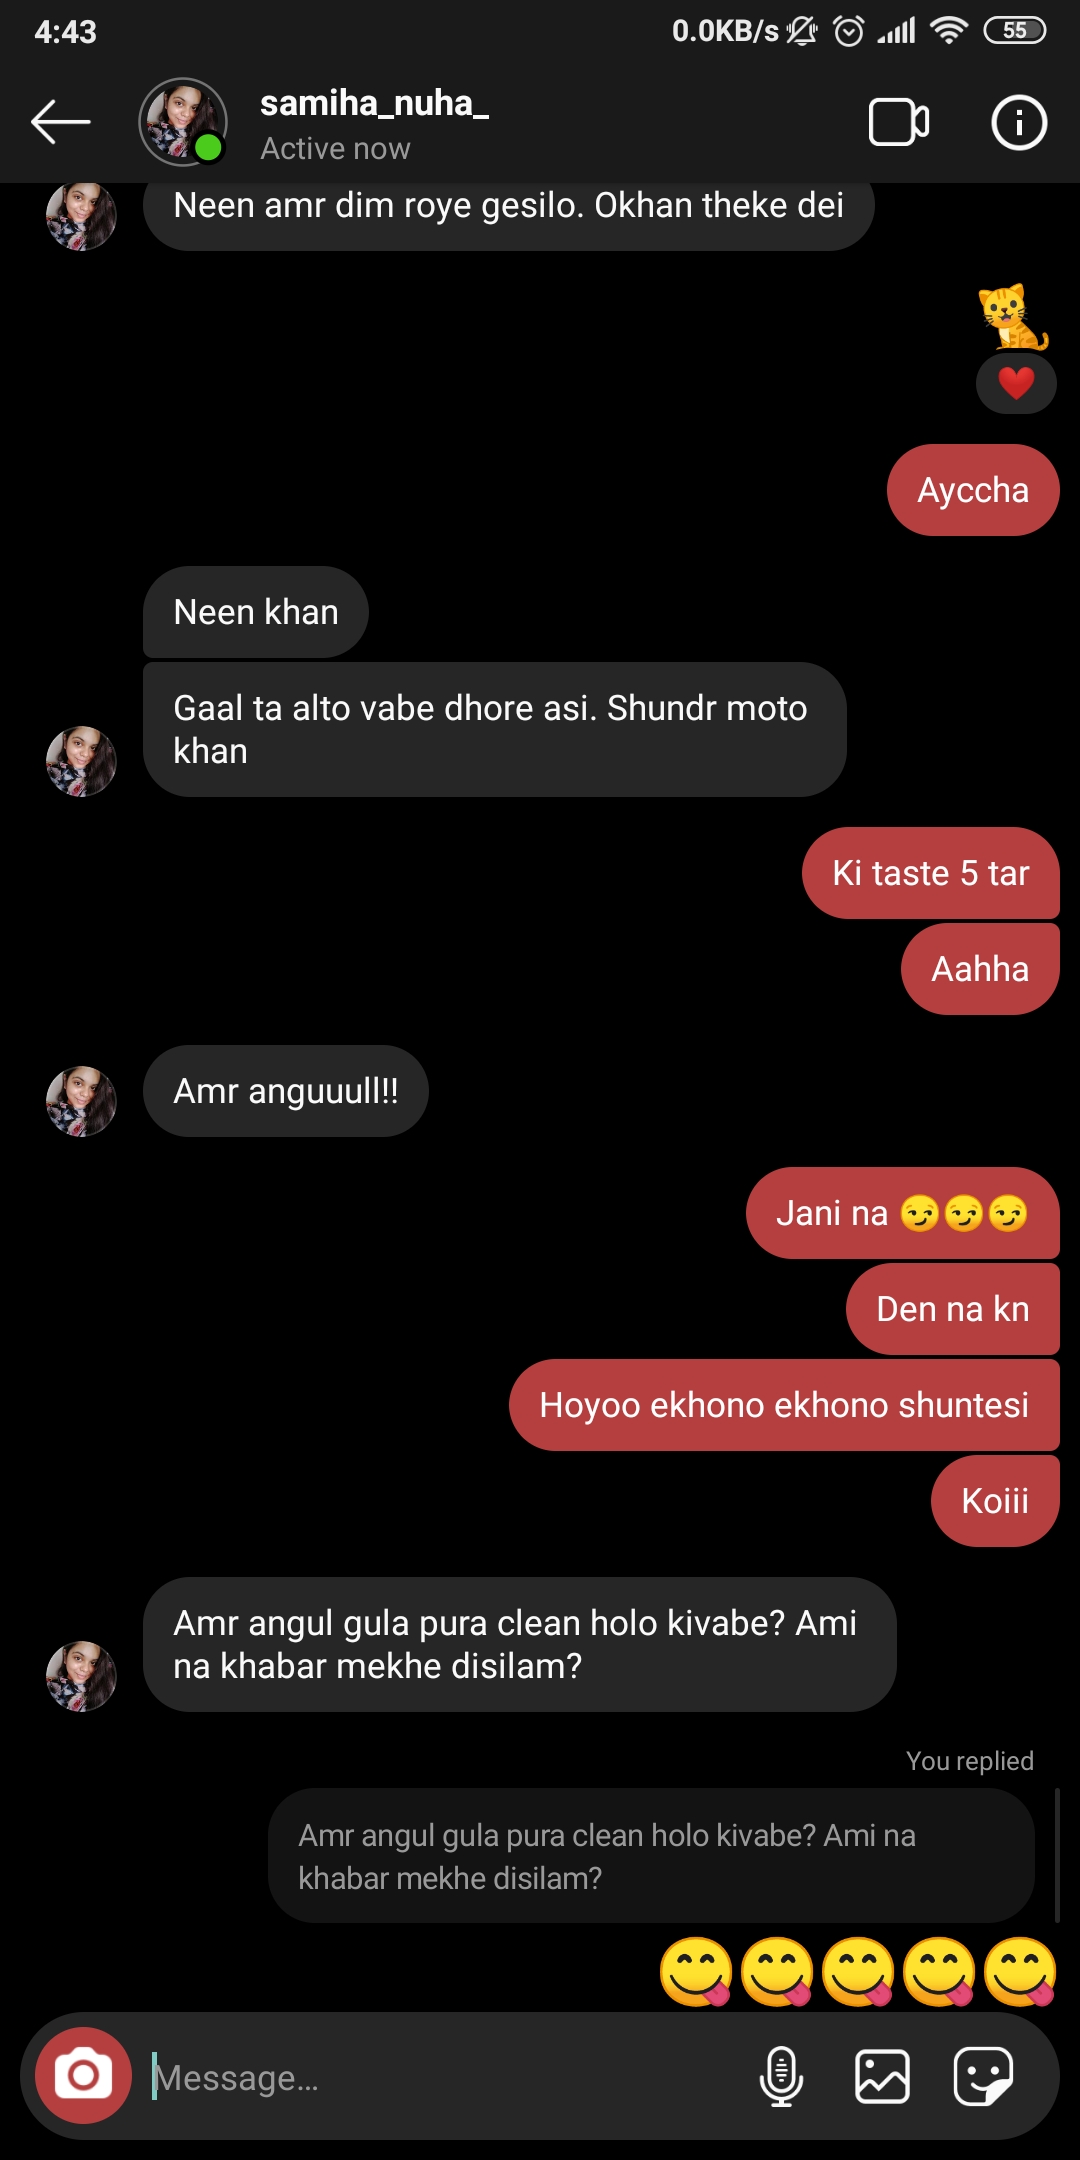 4:43
0.0KB/s
55
samiha_nuha_
Active now
Neen amr dim roye gesilo. Okhan theke dei
Ayccha
Neen khan
Gaal ta alto vabe dhore asi. Shundr moto
khan
Ki taste 5 tar
Aahha
Amr anguuull!!
Jani na 😏😏😏
Den na kn
Hoyoo ekhono ekhono shuntesi
Koiii
Amr angul gula pura clean holo kivabe? Ami
na khabar mekhe disilam?
You replied
Amr angul gula pura clean holo kivabe? Ami na
khabar mekhe disilam?
😋😋😋😋😋
Message...